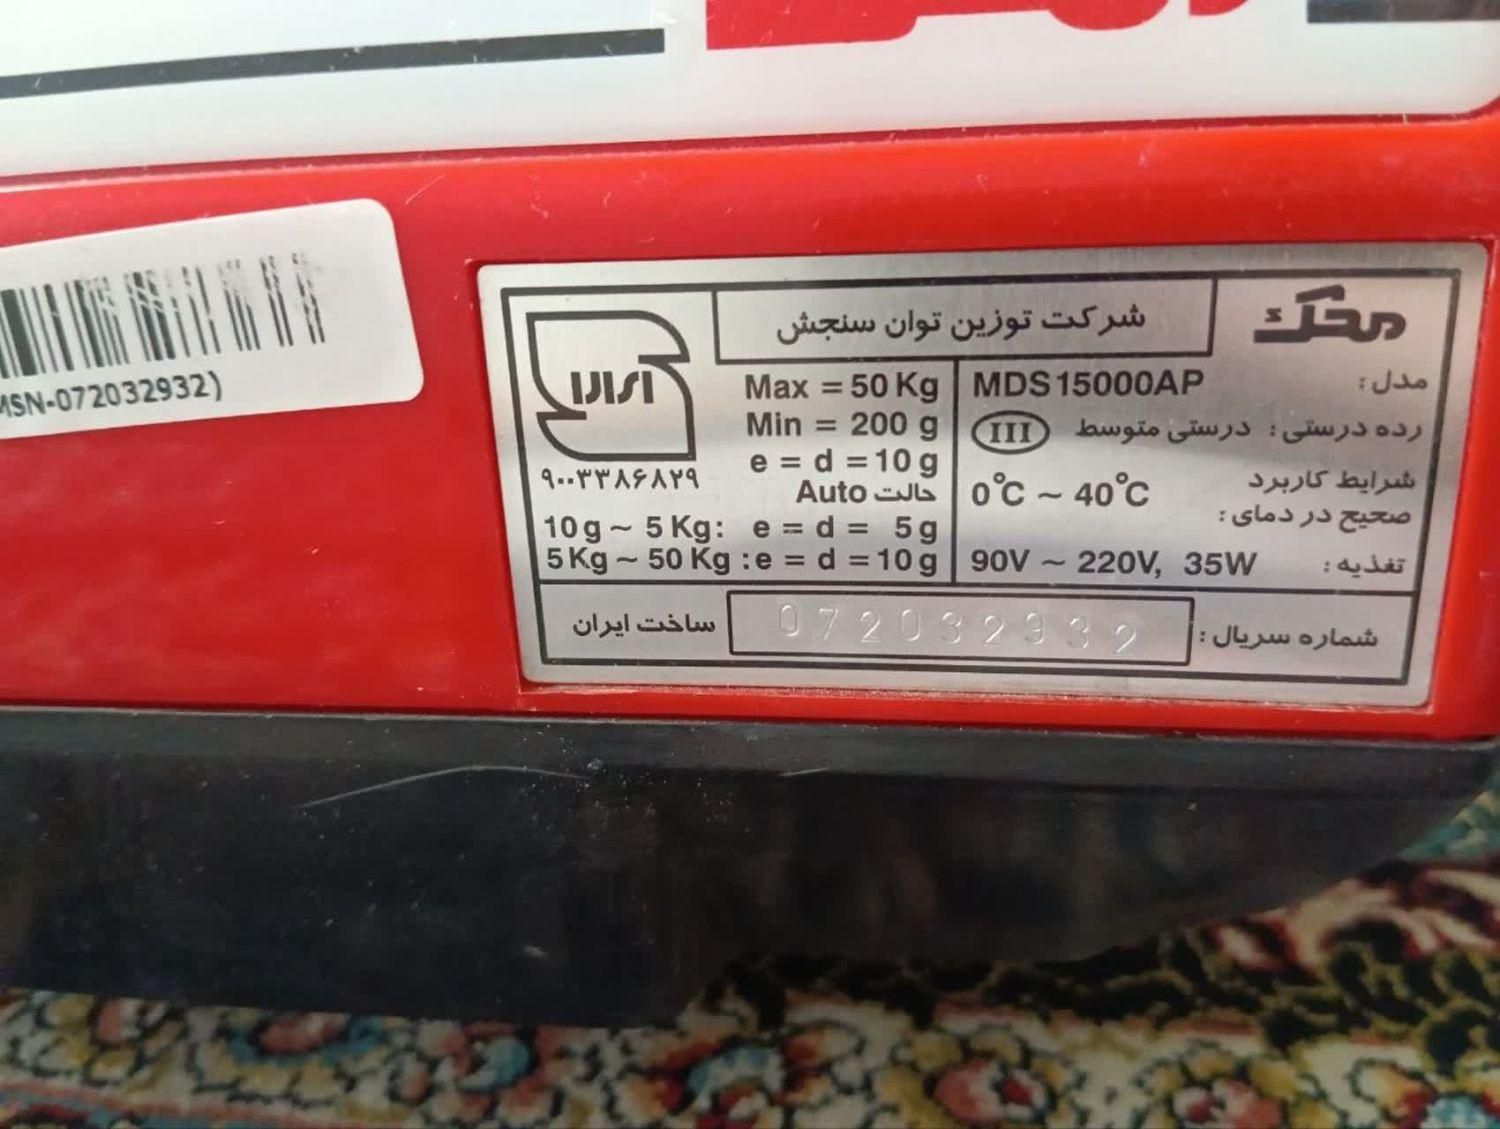 MSN-072032932)
محک
شرکت توزین توان سنجش
۹۰۰۳۳۸۶۸۲۹
مدل: MDS15000AP
رده درستی: درستی متوسط III
شرایط کاربرد
صحیح در دمای: 0°C ~ 40°C
تغذیه: 90V ~ 220V, 35W
Max = 50 Kg
Min = 200 g
e = d = 10 g
حالت Auto
10 g ~ 5 Kg: e = d = 5 g
5 Kg ~ 50 Kg : e = d = 10 g
شماره سریال: 072032932
ساخت ایران